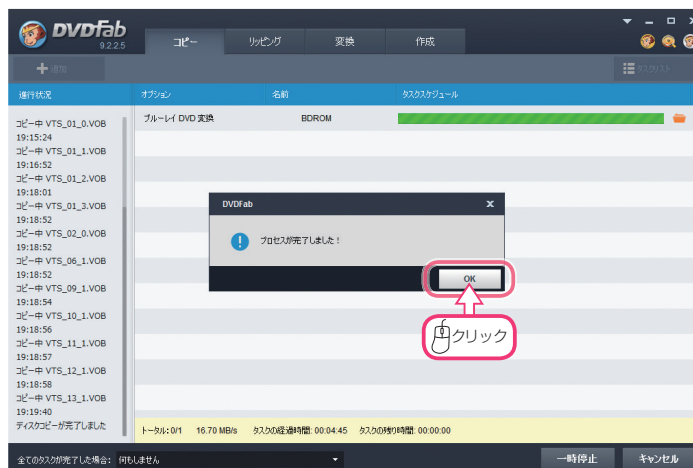 DVDFab
9.2.2.5
コピー リッピング 変換 作成
追加 タスクリスト
進行状況 オプション 名前 タスクスケジュール
ブルーレイ DVD 変換 BDROM
コピー中 VTS_01_0.VOB
19:15:24
コピー中 VTS_01_1.VOB
19:16:52
コピー中 VTS_01_2.VOB
19:18:01
コピー中 VTS_01_3.VOB
19:18:52
コピー中 VTS_02_0.VOB
19:18:52
コピー中 VTS_06_1.VOB
19:18:52
コピー中 VTS_09_1.VOB
19:18:54
コピー中 VTS_10_1.VOB
19:18:56
コピー中 VTS_11_1.VOB
19:18:57
コピー中 VTS_12_1.VOB
19:18:58
コピー中 VTS_13_1.VOB
19:19:40
ディスクコピーが完了しました
DVDFab x
プロセスが完了しました!
OK
クリック
トータル: 0/1 16.70 MB/s タスクの経過時間: 00:04:45 タスクの残り時間: 00:00:00
全てのタスクが完了した場合: 何もしません 一時停止 キャンセル